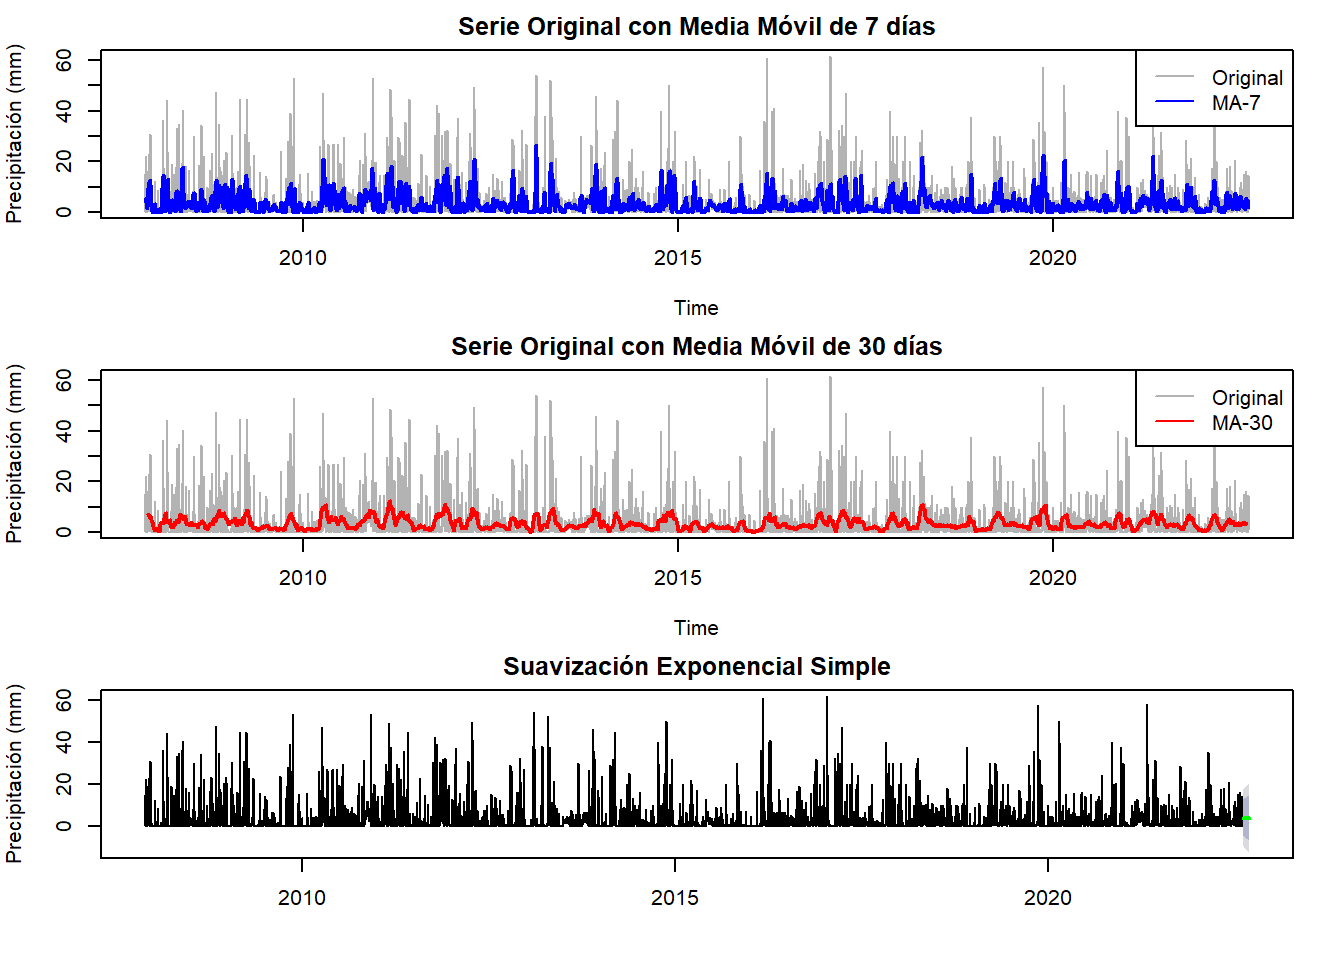 Serie Original con Media Móvil de 7 días
Precipitación (mm)
60
40
20
0
Original
MA-7
2010
2015
2020
Time
Serie Original con Media Móvil de 30 días
Precipitación (mm)
60
40
20
0
Original
MA-30
2010
2015
2020
Time
Suavización Exponencial Simple
Precipitación (mm)
60
40
20
0
2010
2015
2020